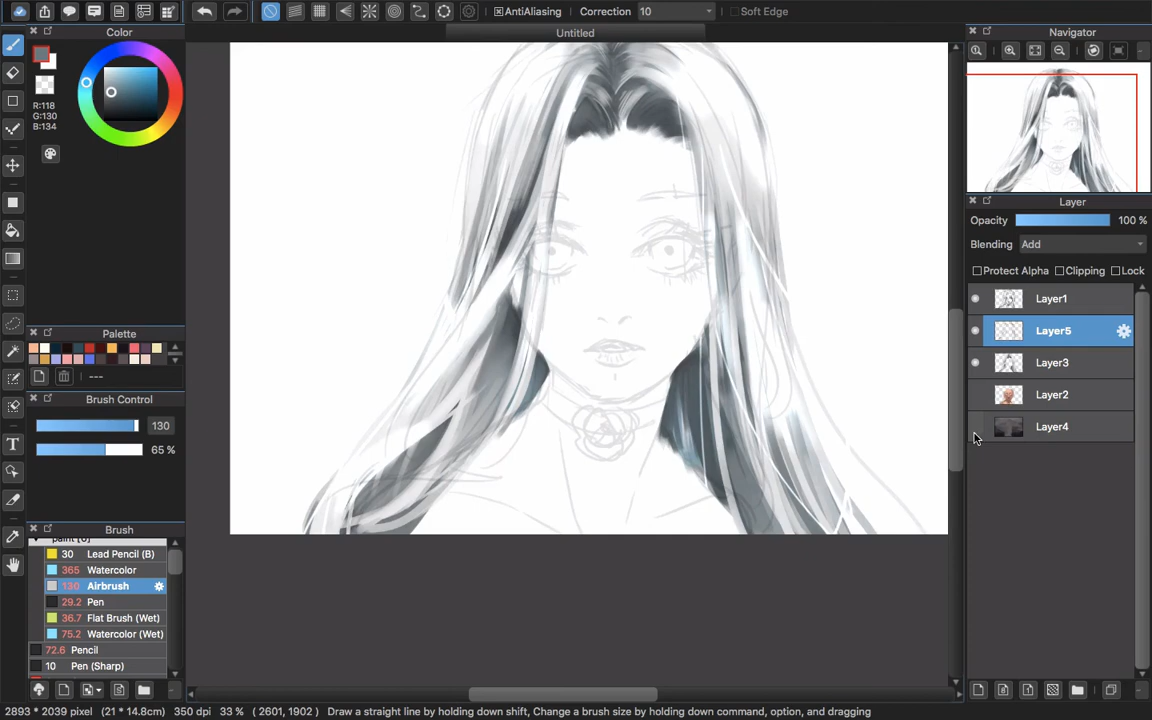 AntiAliasing Correction 10 Soft Edge
Color
Untitled
Navigator
R:118
G:130
B:134
Layer
Opacity 100 %
Blending Add
Protect Alpha Clipping Lock
Layer1
Layer5
Layer3
Layer2
Layer4
Palette
---
Brush Control
130
65 %
T
Brush
paint [0]
30 Lead Pencil (B)
365 Watercolor
130 Airbrush
29.2 Pen
36.7 Flat Brush (Wet)
75.2 Watercolor (Wet)
72.6 Pencil
10 Pen (Sharp)
2893 * 2039 pixel (21 * 14.8cm) 350 dpi 33 % ( 2601, 1902 ) Draw a straight line by holding down shift, Change a brush size by holding down command, option, and dragging